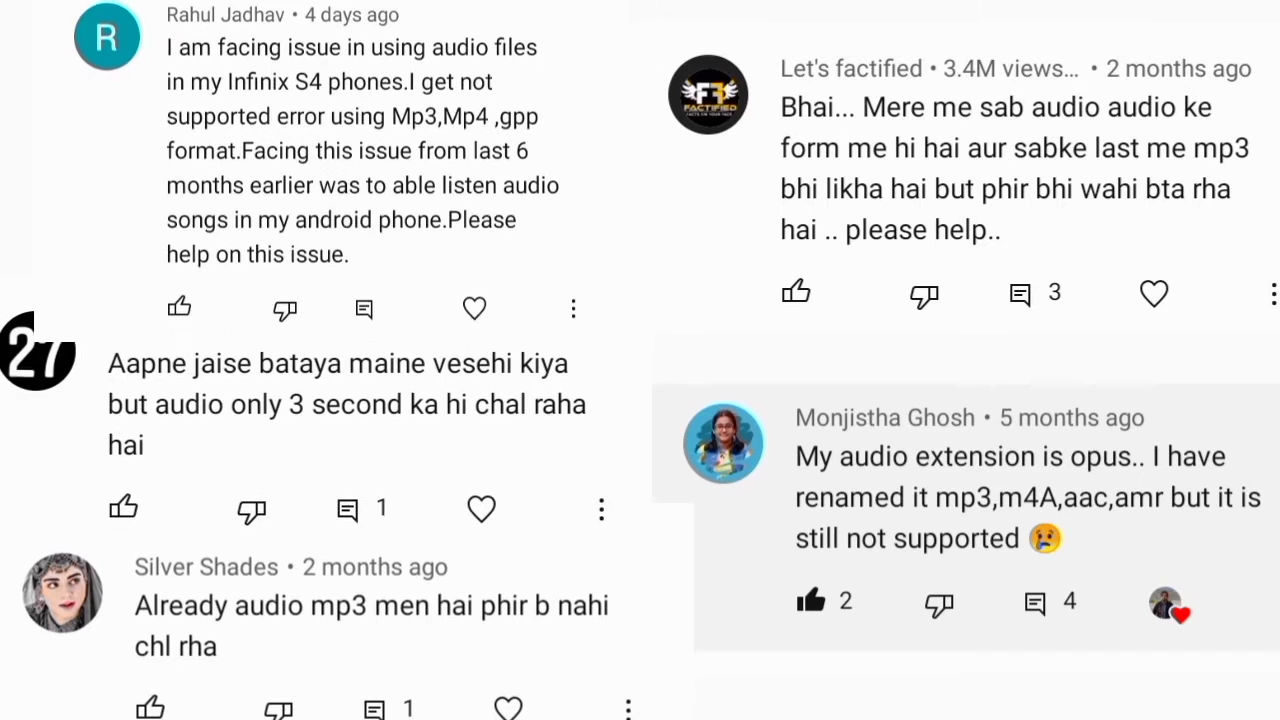 R
Rahul Jadhav • 4 days ago
I am facing issue in using audio files
in my Infinix S4 phones.I get not
supported error using Mp3,Mp4 ,gpp
format.Facing this issue from last 6
months earlier was to able listen audio
songs in my android phone.Please
help on this issue.
27
Aapne jaise bataya maine vesehi kiya
but audio only 3 second ka hi chal raha
hai
1
Silver Shades • 2 months ago
Already audio mp3 men hai phir b nahi
chl rha
1
FACTIFIED
Let's factified • 3.4M views... • 2 months ago
Bhai... Mere me sab audio audio ke
form me hi hai aur sabke last me mp3
bhi likha hai but phir bhi wahi bta rha
hai .. please help..
3
Monjistha Ghosh • 5 months ago
My audio extension is opus.. I have
renamed it mp3,m4A,aac,amr but it is
still not supported 😢
2
4